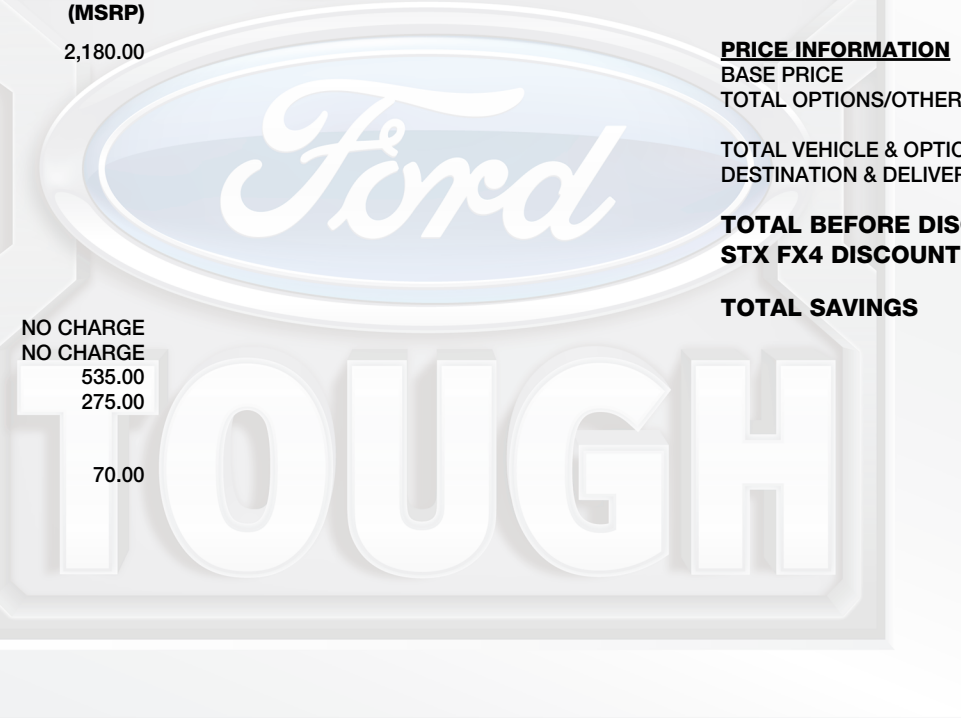 (MSRP)
2,180.00
NO CHARGE
NO CHARGE
535.00
275.00
70.00
Ford
TOUGH
PRICE INFORMATION
BASE PRICE
TOTAL OPTIONS/OTHER
TOTAL VEHICLE & OPTIO
DESTINATION & DELIVER
TOTAL BEFORE DISC
STX FX4 DISCOUNT
TOTAL SAVINGS